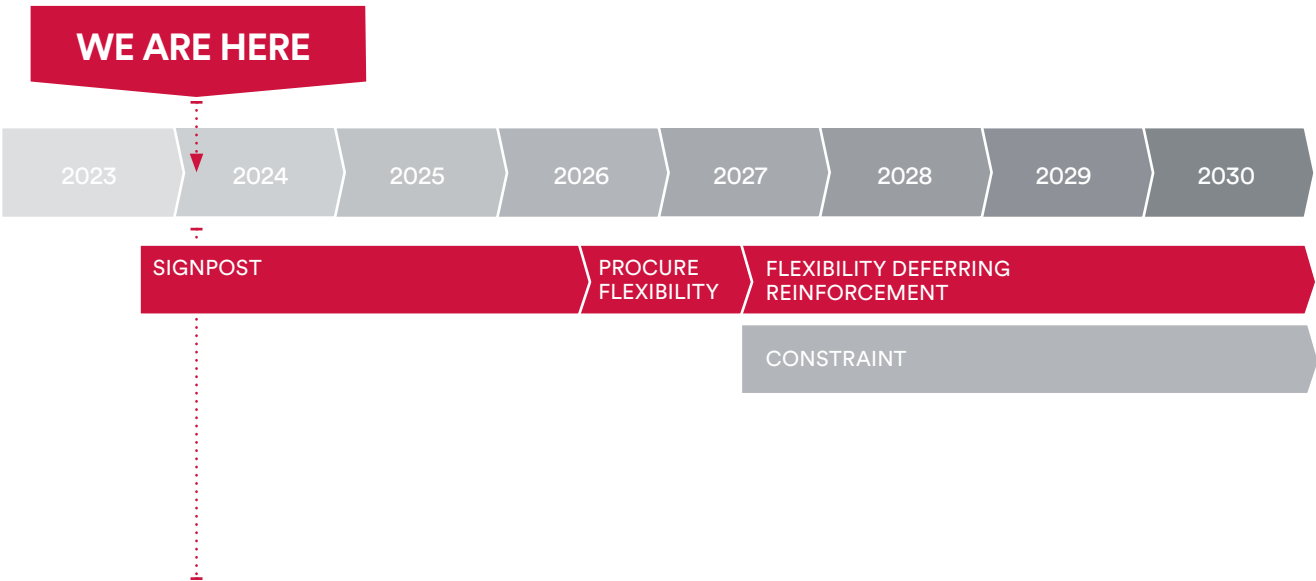 WE ARE HERE
2023 2024 2025 2026 2027 2028 2029 2030
SIGNPOST
PROCURE
FLEXIBILITY
FLEXIBILITY DEFERRING
REINFORCEMENT
CONSTRAINT